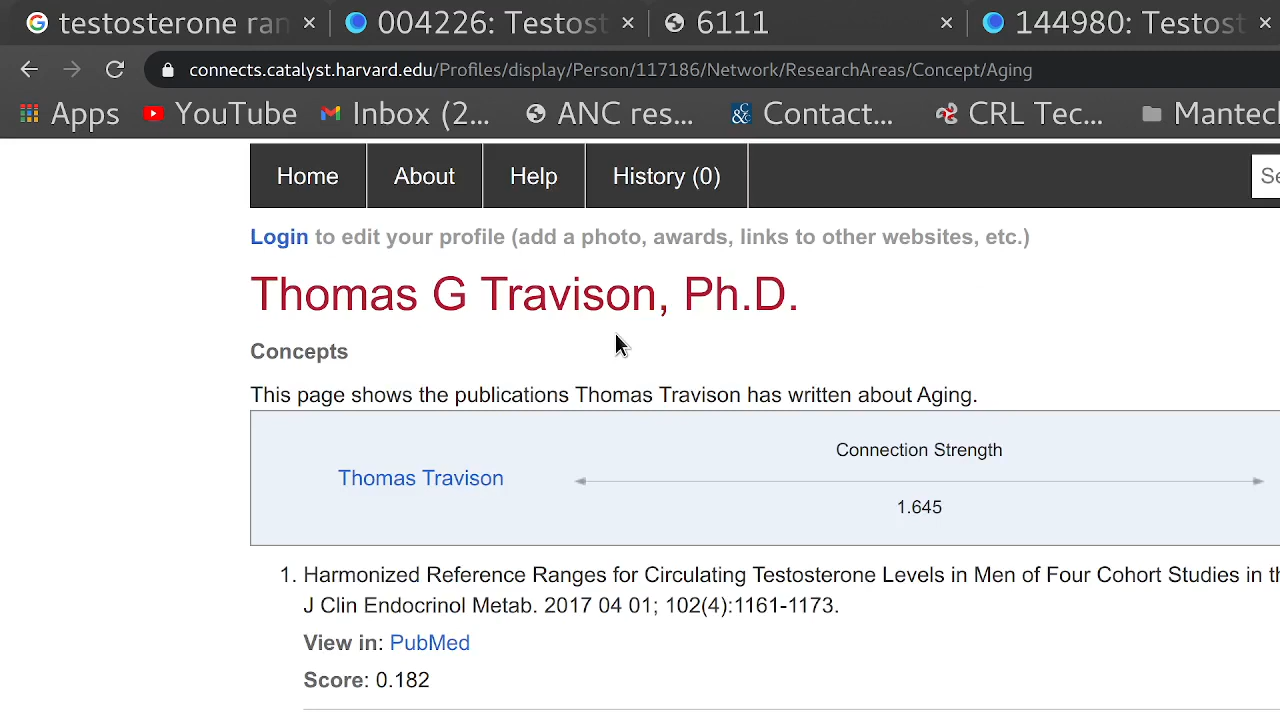 testosterone ran
004226: Testost
6111
144980: Testost
connects.catalyst.harvard.edu/Profiles/display/Person/117186/Network/ResearchAreas/Concept/Aging
Apps YouTube Inbox (2... ANC res... Contact... CRL Tec... Mantech
Home About Help History (0) Se
Login to edit your profile (add a photo, awards, links to other websites, etc.)
Thomas G Travison, Ph.D.
Concepts
This page shows the publications Thomas Travison has written about Aging.
Connection Strength
Thomas Travison
1.645
1. Harmonized Reference Ranges for Circulating Testosterone Levels in Men of Four Cohort Studies in th
J Clin Endocrinol Metab. 2017 04 01; 102(4):1161-1173.
View in: PubMed
Score: 0.182